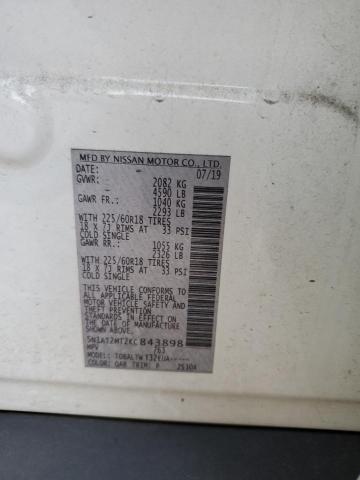 MFD BY NISSAN MOTOR CO., LTD.
DATE: 07/19
GVWR: 2082 KG
4590 LB
GAWR FR: 1040 KG
2293 LB
WITH 225/60R18 TIRES
18 X 7J RIMS AT 33 PSI
COLD SINGLE
GAWR RR: 1055 KG
2326 LB
WITH 225/60R18 TIRES
18 X 7J RIMS AT 33 PSI
COLD SINGLE
THIS VEHICLE CONFORMS TO
ALL APPLICABLE FEDERAL
MOTOR VEHICLE SAFETY AND
THEFT PREVENTION STANDARDS
IN EFFECT ON THE DATE OF
MANUFACTURE SHOWN ABOVE.
843898
MPV 763
MODEL:
COLOR: QAB TRIM: P